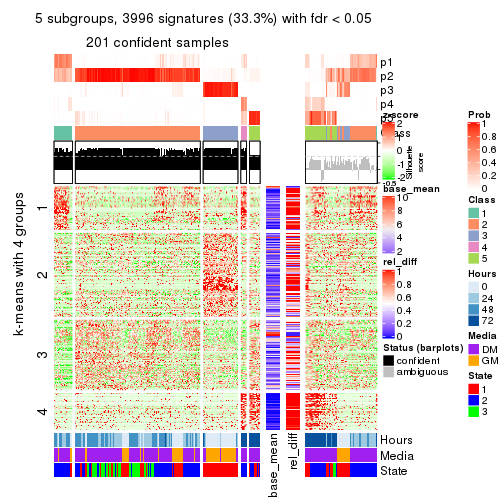 5 subgroups, 3996 signatures (33.3%) with fdr < 0.05
201 confident samples
p1
p2
p3
p4
p5
Class
Silhouette
score
k-means with 4 groups
1
2
3
4
base_mean
rel_diff
Hours
Media
State
z-score
2
1
0
-1
-2
base_mean
10
8
6
4
2
rel_diff
1
0.8
0.6
0.4
0.2
0
Status (barplots)
confident
ambiguous
Prob
1
0.8
0.6
0.4
0.2
0
Class
1
2
3
4
5
Hours
0
24
48
72
Media
DM
GM
State
1
2
3